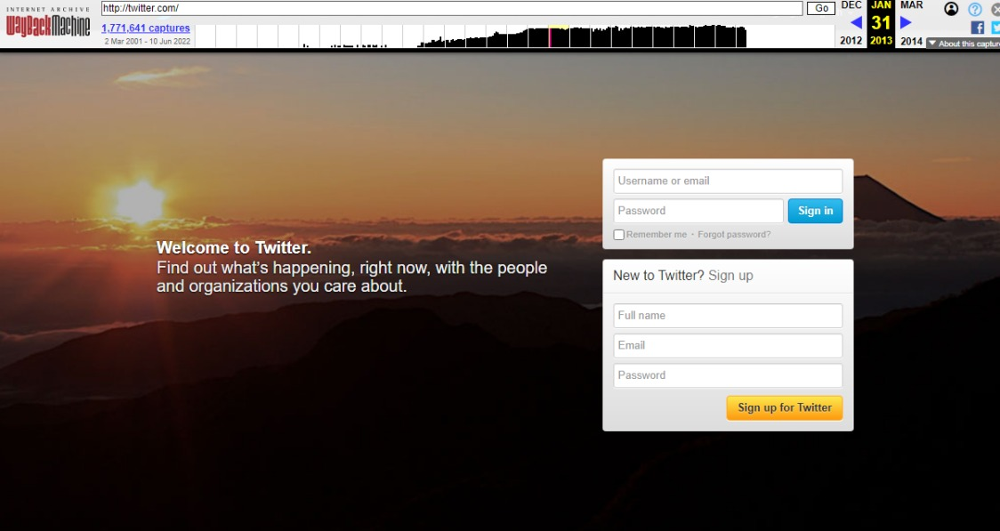 INTERNET ARCHIVE
WayBackMachine
http://twitter.com/
Go
DEC
JAN
MAR
1,771,641 captures
31
2 Mar 2001 - 10 Jun 2022
2012
2013
2014
About this capture
Username or email
Password
Sign in
Remember me · Forgot password?
Welcome to Twitter.
Find out what's happening, right now, with the people
and organizations you care about.
New to Twitter? Sign up
Full name
Email
Password
Sign up for Twitter